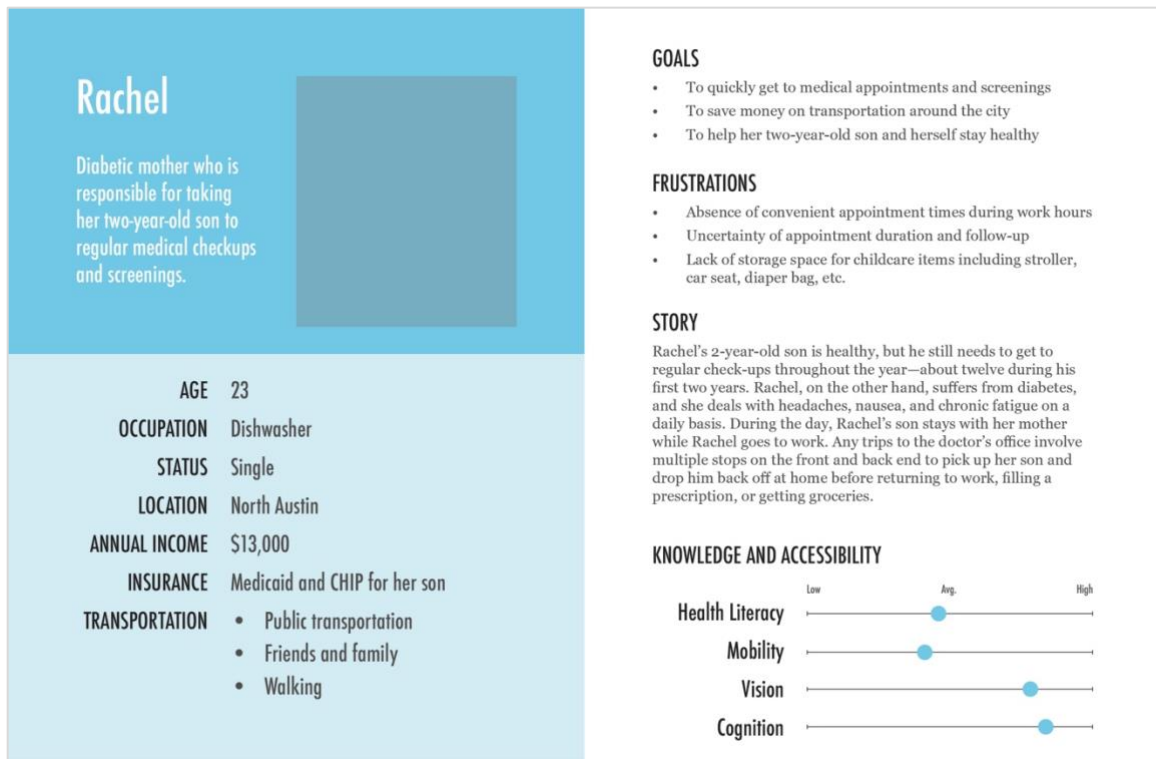 Rachel
Diabetic mother who is
responsible for taking
her two-year-old son to
regular medical checkups
and screenings.
AGE 23
OCCUPATION Dishwasher
STATUS Single
LOCATION North Austin
ANNUAL INCOME $13,000
INSURANCE Medicaid and CHIP for her son
TRANSPORTATION • Public transportation
• Friends and family
• Walking
GOALS
• To quickly get to medical appointments and screenings
• To save money on transportation around the city
• To help her two-year-old son and herself stay healthy
FRUSTRATIONS
• Absence of convenient appointment times during work hours
• Uncertainty of appointment duration and follow-up
• Lack of storage space for childcare items including stroller,
car seat, diaper bag, etc.
STORY
Rachel’s 2-year-old son is healthy, but he still needs to get to
regular check-ups throughout the year—about twelve during his
first two years. Rachel, on the other hand, suffers from diabetes,
and she deals with headaches, nausea, and chronic fatigue on a
daily basis. During the day, Rachel’s son stays with her mother
while Rachel goes to work. Any trips to the doctor’s office involve
multiple stops on the front and back end to pick up her son and
drop him back off at home before returning to work, filling a
prescription, or getting groceries.
KNOWLEDGE AND ACCESSIBILITY
Low Avg. High
Health Literacy
Mobility
Vision
Cognition